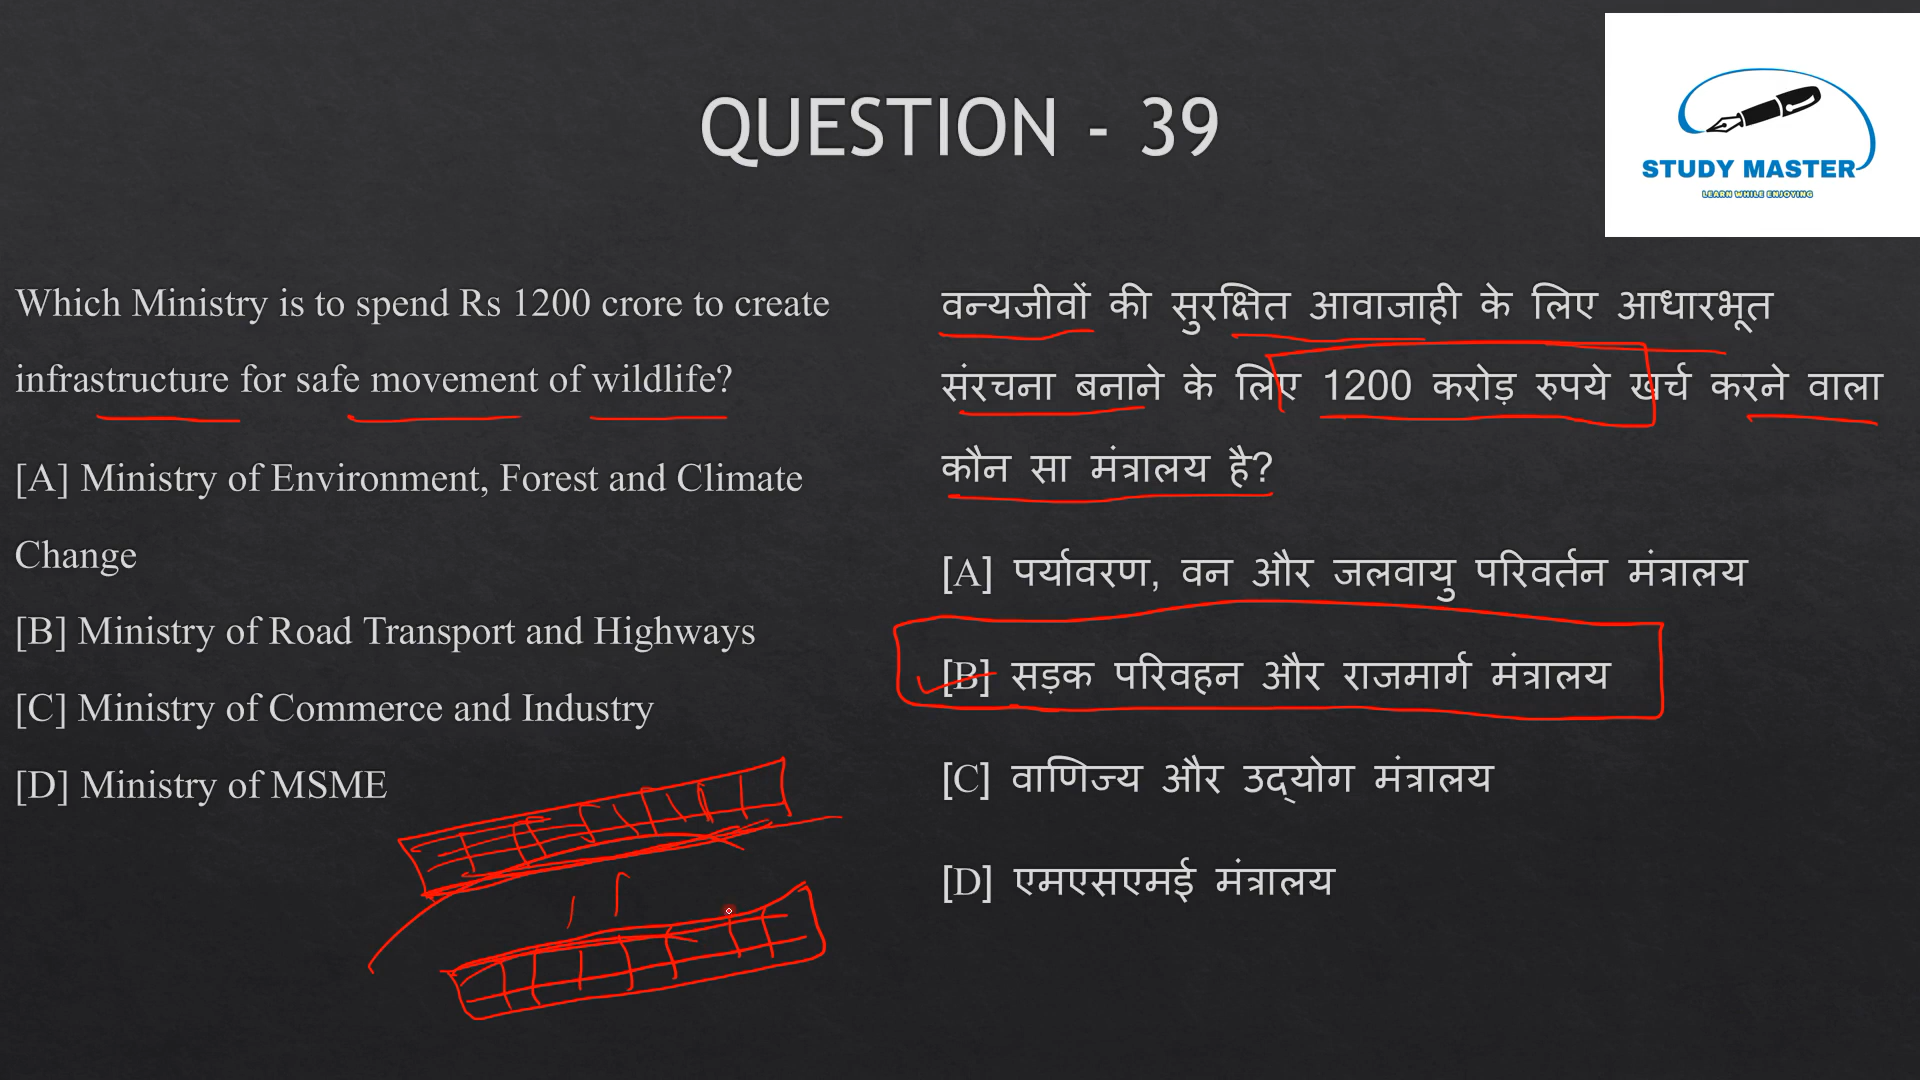 QUESTION - 39
STUDY MASTER
LEARN WHILE ENJOYING
Which Ministry is to spend Rs 1200 crore to create
infrastructure for safe movement of wildlife?
[A] Ministry of Environment, Forest and Climate
Change
[B] Ministry of Road Transport and Highways
[C] Ministry of Commerce and Industry
[D] Ministry of MSME
वन्यजीवों की सुरक्षित आवाजाही के लिए आधारभूत
संरचना बनाने के लिए 1200 करोड़ रुपये खर्च करने वाला
कौन सा मंत्रालय है?
[A] पर्यावरण, वन और जलवायु परिवर्तन मंत्रालय
[B] सड़क परिवहन और राजमार्ग मंत्रालय
[C] वाणिज्य और उद्योग मंत्रालय
[D] एमएसएमई मंत्रालय